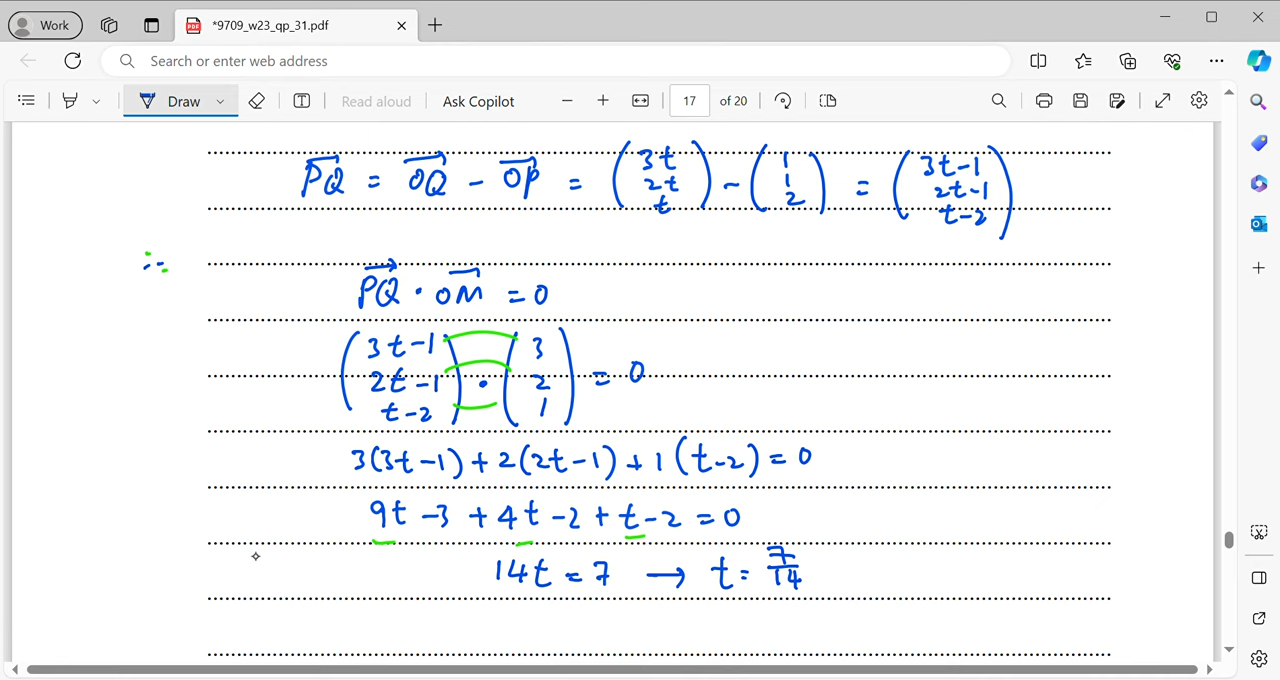 Work
*9709_w23_qp_31.pdf
Search or enter web address
Draw
Read aloud
Ask Copilot
17 of 20
PQ = OQ - OP = (3t 2t t) - (1 1 2) = (3t-1 2t-1 t-2)
∴
PQ · OM = 0
(3t-1 2t-1 t-2) · (3 2 1) = 0
3(3t-1) + 2(2t-1) + 1(t-2) = 0
9t - 3 + 4t - 2 + t - 2 = 0
14t = 7 → t = 7/14